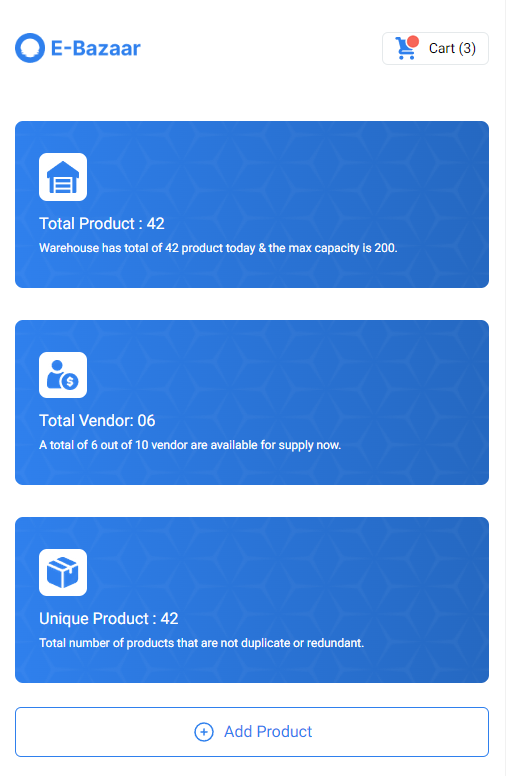 E-Bazaar
Cart (3)
Total Product : 42
Warehouse has total of 42 product today & the max capacity is 200.
$
Total Vendor: 06
A total of 6 out of 10 vendor are available for supply now.
Unique Product : 42
Total number of products that are not duplicate or redundant.
Add Product